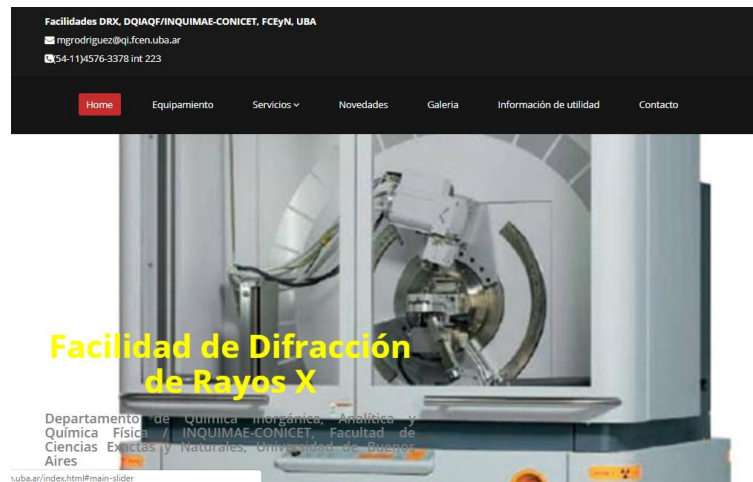 Facilidades DRX, DQIAQF/INQUIMAE-CONICET, FCEyN, UBA
mgrodriguez@qi.fcen.uba.ar
(54-11)4576-3378 int 223
Home Equipamiento Servicios Novedades Galeria Información de utilidad Contacto
Facilidad de Difracción
de Rayos X
Departamento de Química Inorgánica, Analítica y
Química Física / INQUIMAE-CONICET, Facultad de
Ciencias Exactas y Naturales, Universidad de Buenos
Aires
n.uba.ar/index.html#main-slider